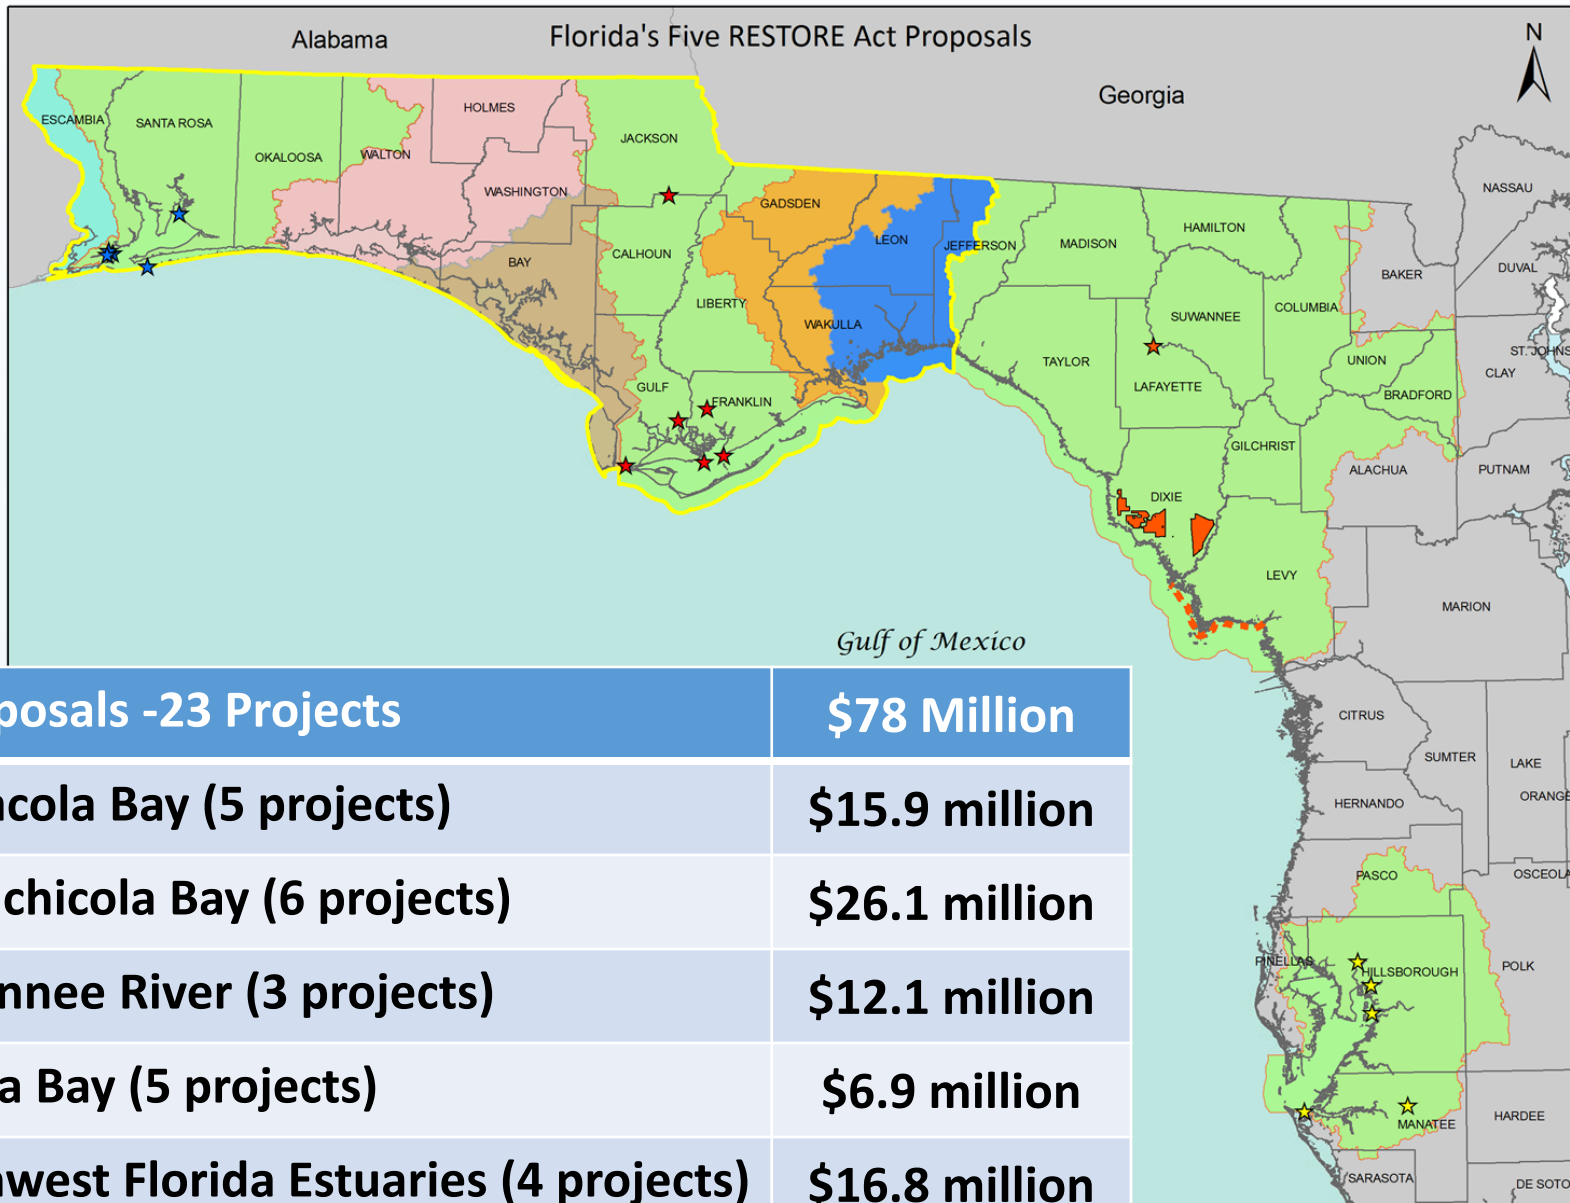 Florida's Five RESTORE Act Proposals
Alabama
N
Georgia
HOLMES
ESCAMBIA
SANTA ROSA
JACKSON
OKALOOSA
WALTON
WASHINGTON
NASSAU
GADSDEN
HAMILTON
LEON
JEFFERSON
MADISON
CALHOUN
BAY
BAKER
DUVAL
LIBERTY
COLUMBIA
SUWANNEE
WAKULLA
ST. JOHNS
TAYLOR
UNION
CLAY
GULF
LAFAYETTE
BRADFORD
FRANKLIN
GILCHRIST
ALACHUA
PUTNAM
DIXIE
LEVY
MARION
Gulf of Mexico
posals -23 Projects $78 Million
acola Bay (5 projects) $15.9 million
chicola Bay (6 projects) $26.1 million
nnee River (3 projects) $12.1 million
a Bay (5 projects) $6.9 million
west Florida Estuaries (4 projects) $16.8 million
CITRUS
SUMTER
LAKE
ORANGE
HERNANDO
PASCO
OSCEOLA
PINELLAS
HILLSBOROUGH
POLK
HARDEE
MANATEE
SARASOTA
DE SOTO